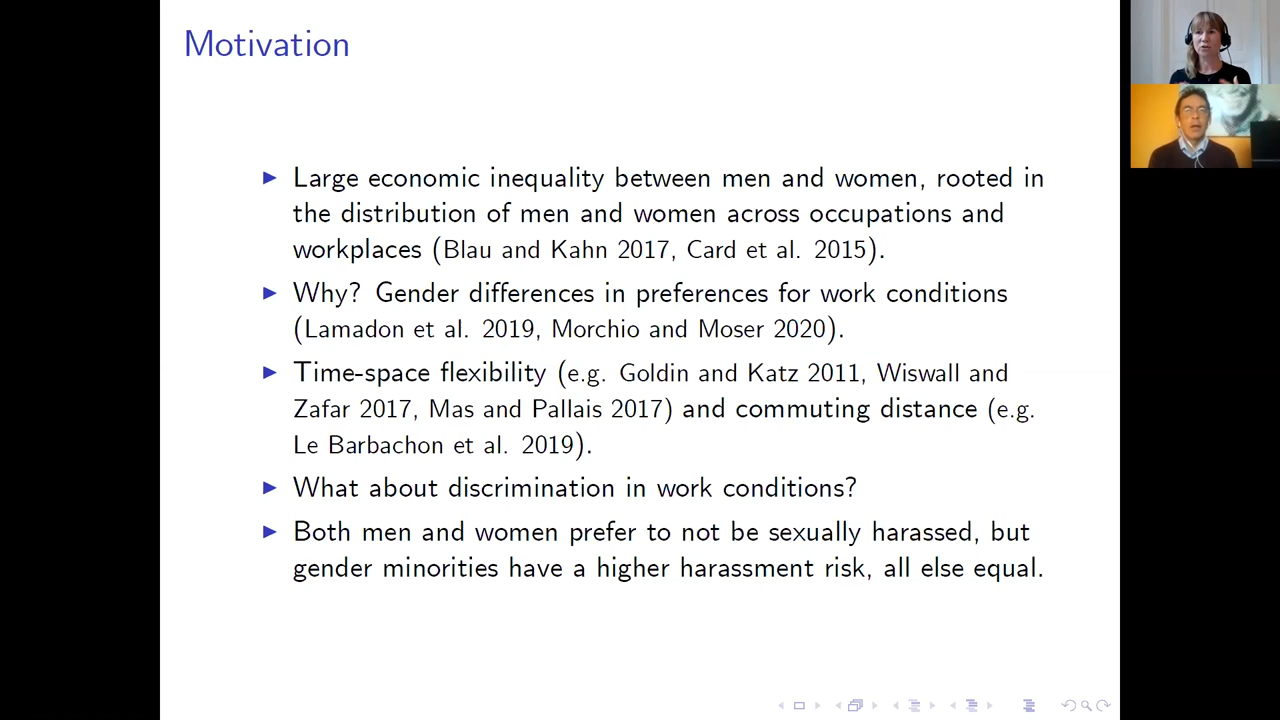 Motivation
Large economic inequality between men and women, rooted in
the distribution of men and women across occupations and
workplaces (Blau and Kahn 2017, Card et al. 2015).
Why? Gender differences in preferences for work conditions
(Lamadon et al. 2019, Morchio and Moser 2020).
Time-space flexibility (e.g. Goldin and Katz 2011, Wiswall and
Zafar 2017, Mas and Pallais 2017) and commuting distance (e.g.
Le Barbachon et al. 2019).
What about discrimination in work conditions?
Both men and women prefer to not be sexually harassed, but
gender minorities have a higher harassment risk, all else equal.